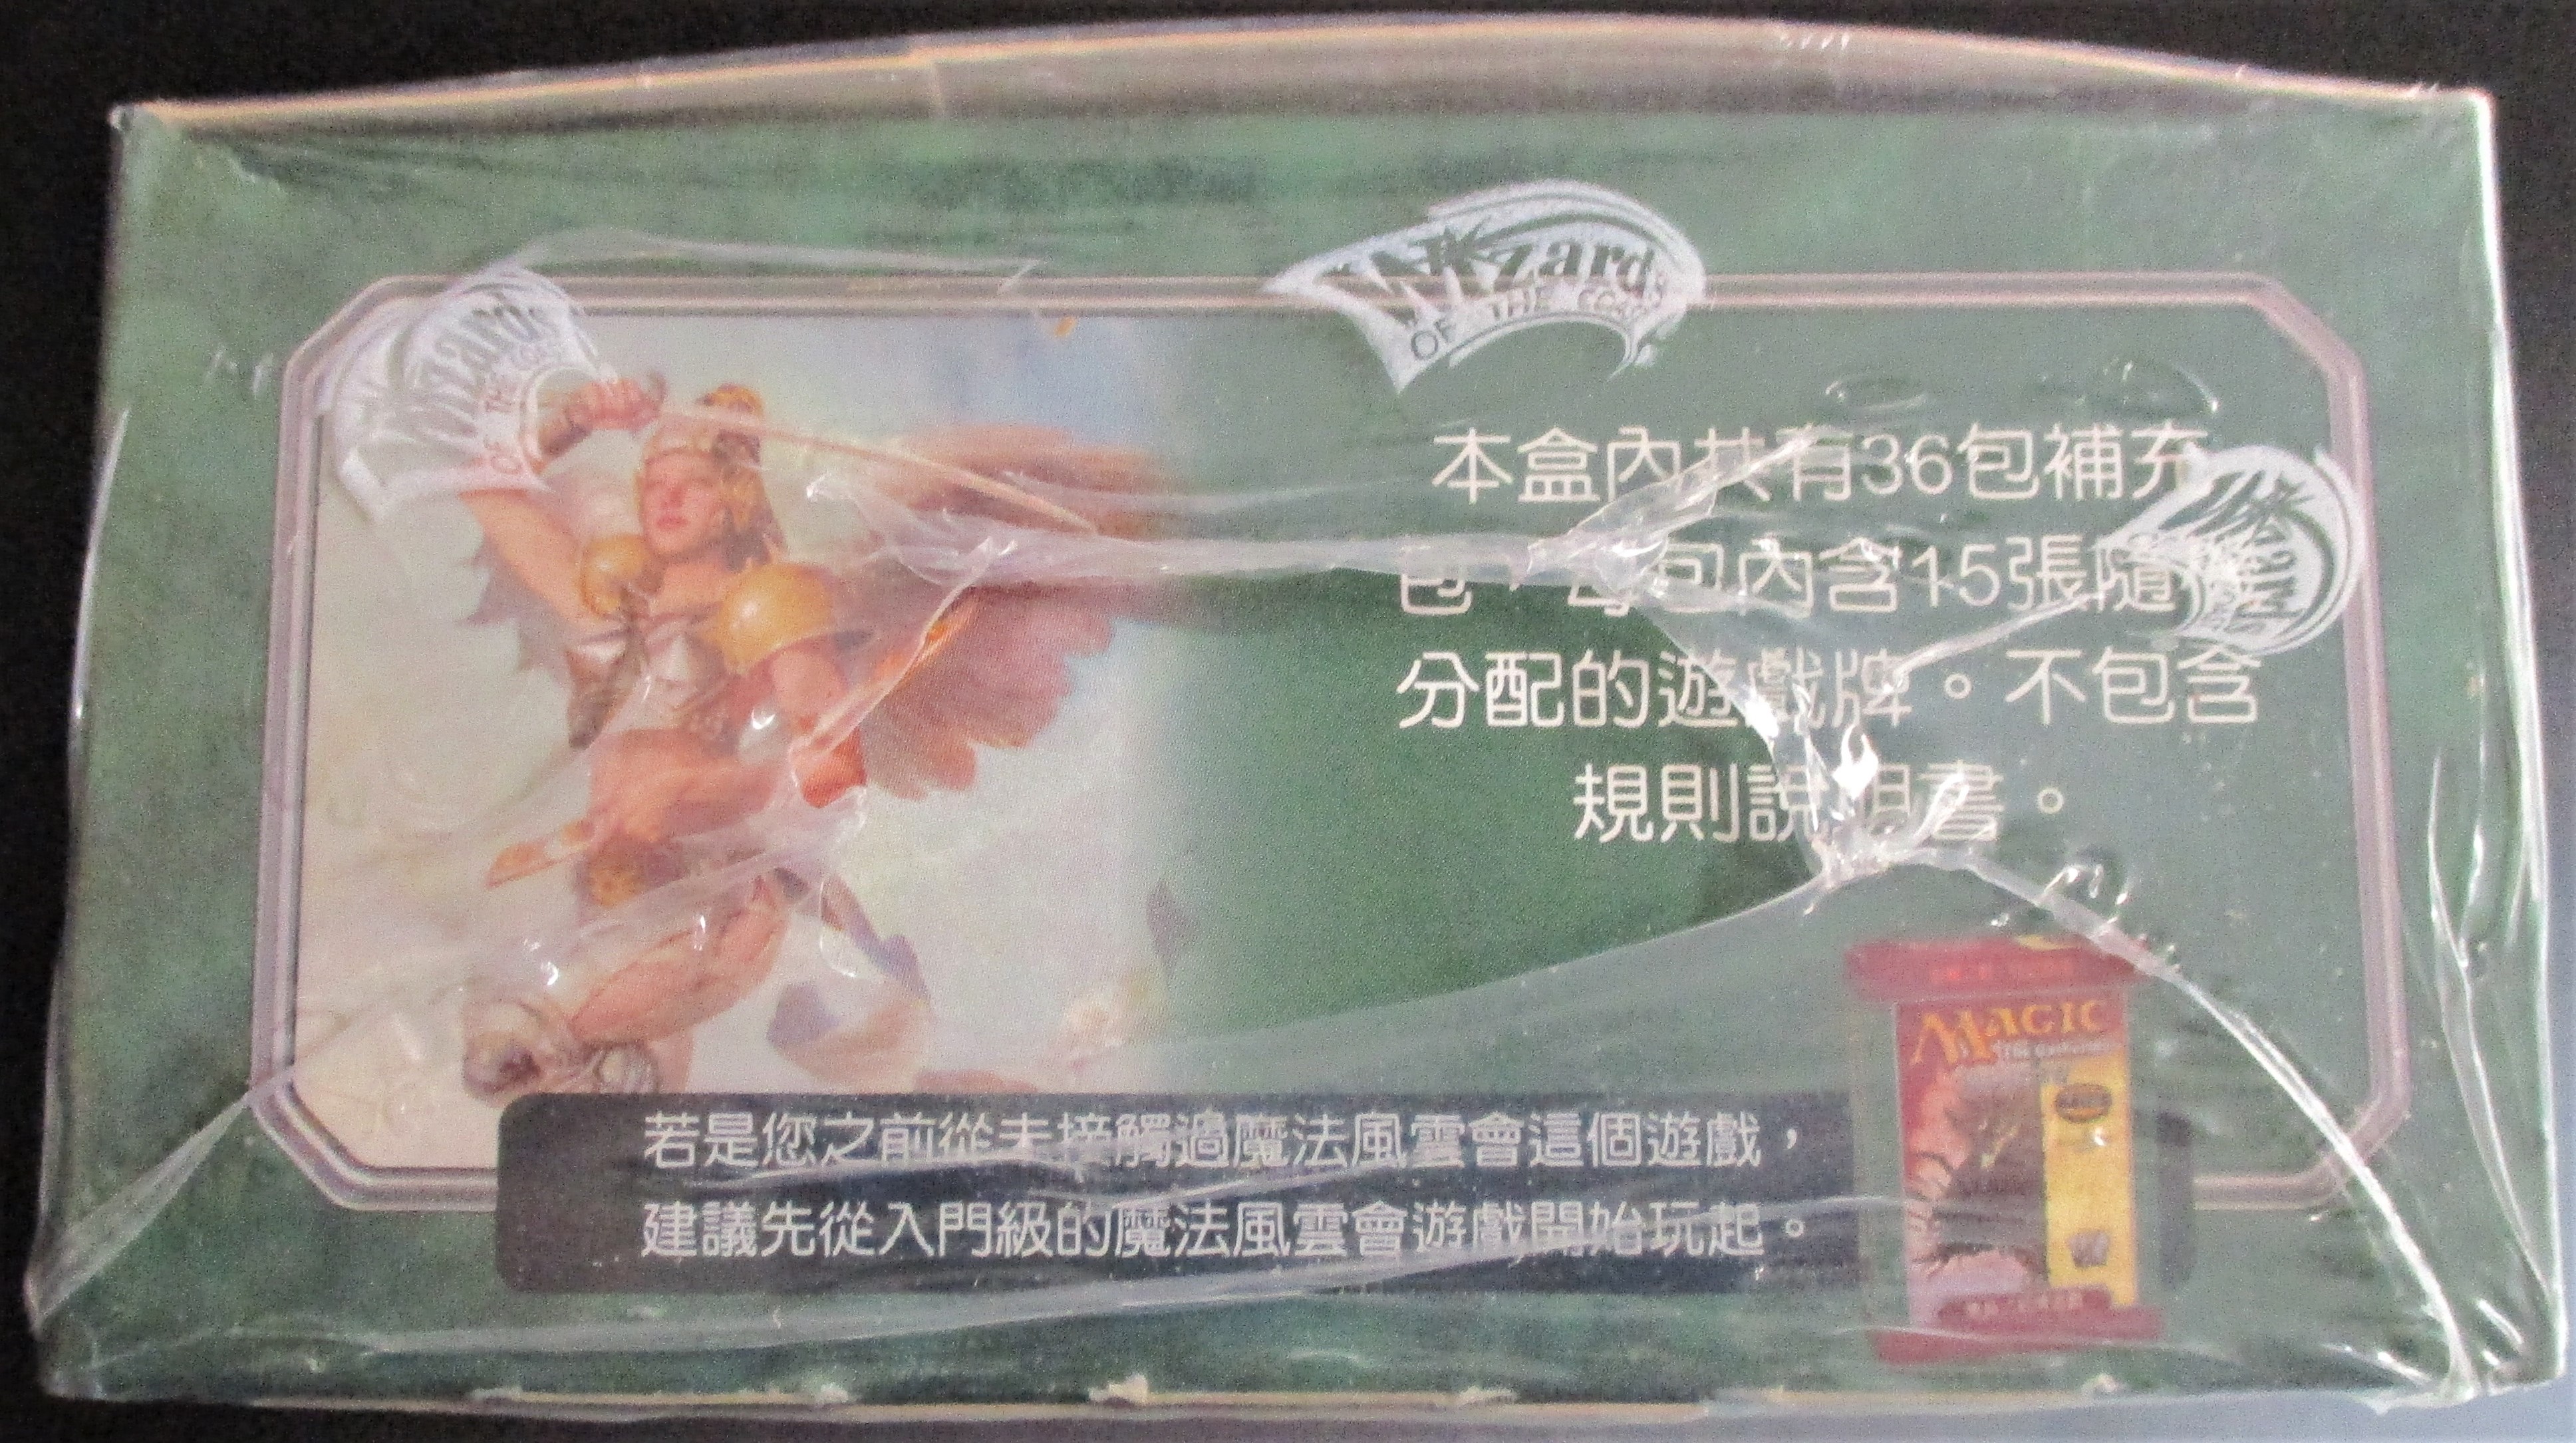 Wizards
OF THE COAST
Wizards
OF THE COAST
本盒內共有36包補充
包，每包內含15張隨
分配的遊戲牌。不包含
規則說明書。
MAGIC
若是您之前從未接觸過魔法風雲會這個遊戲，
建議先從入門級的魔法風雲會遊戲開始玩起。